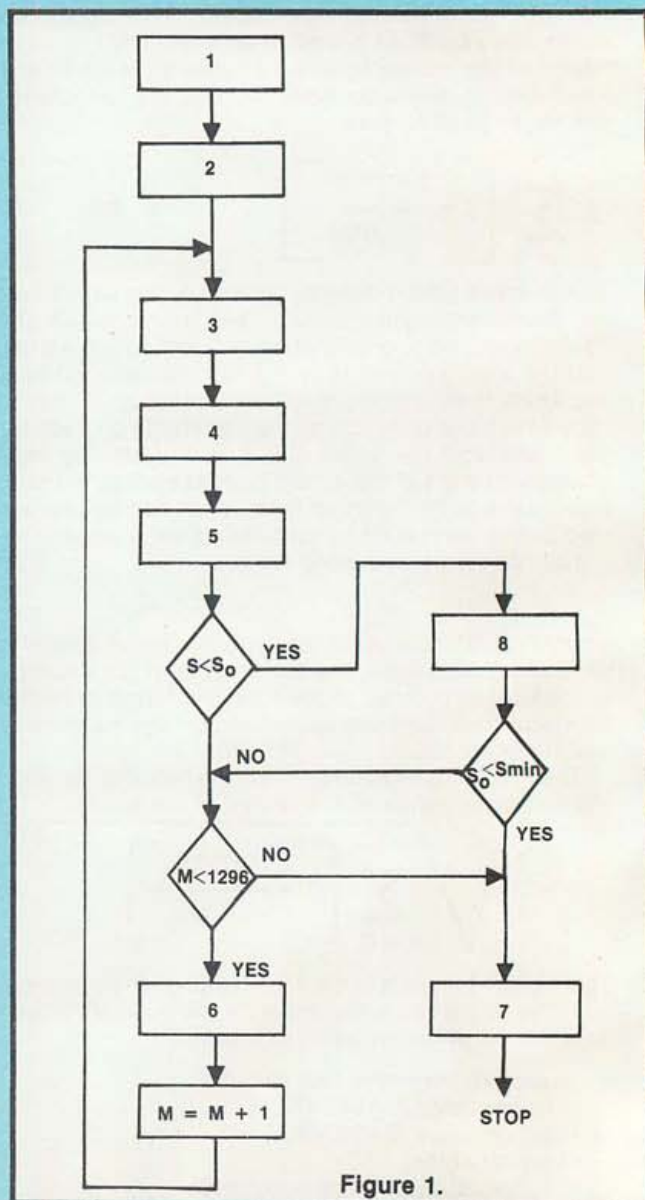 1
2
3
4
5
S<So
YES
8
NO
So<Smin
YES
M<1296
NO
YES
6
7
M = M + 1
STOP
Figure 1.